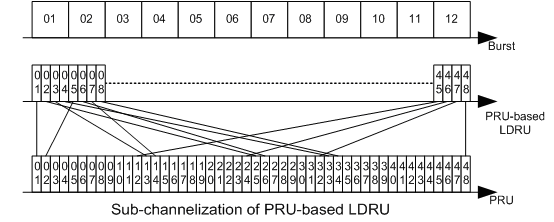 01 02 03 04 05 06 07 08 09 10 11 12
Burst
01 02 03 04 05 06 07 08 45 46 47 48
PRU-based
LDRU
01 02 03 04 05 06 07 08 09 10 11 12 13 14 15 16 17 18 19 20 21 22 23 24 25 26 27 28 29 30 31 32 33 34 35 36 37 38 39 40 41 42 43 44 45 46 47 48
PRU
Sub-channelization of PRU-based LDRU